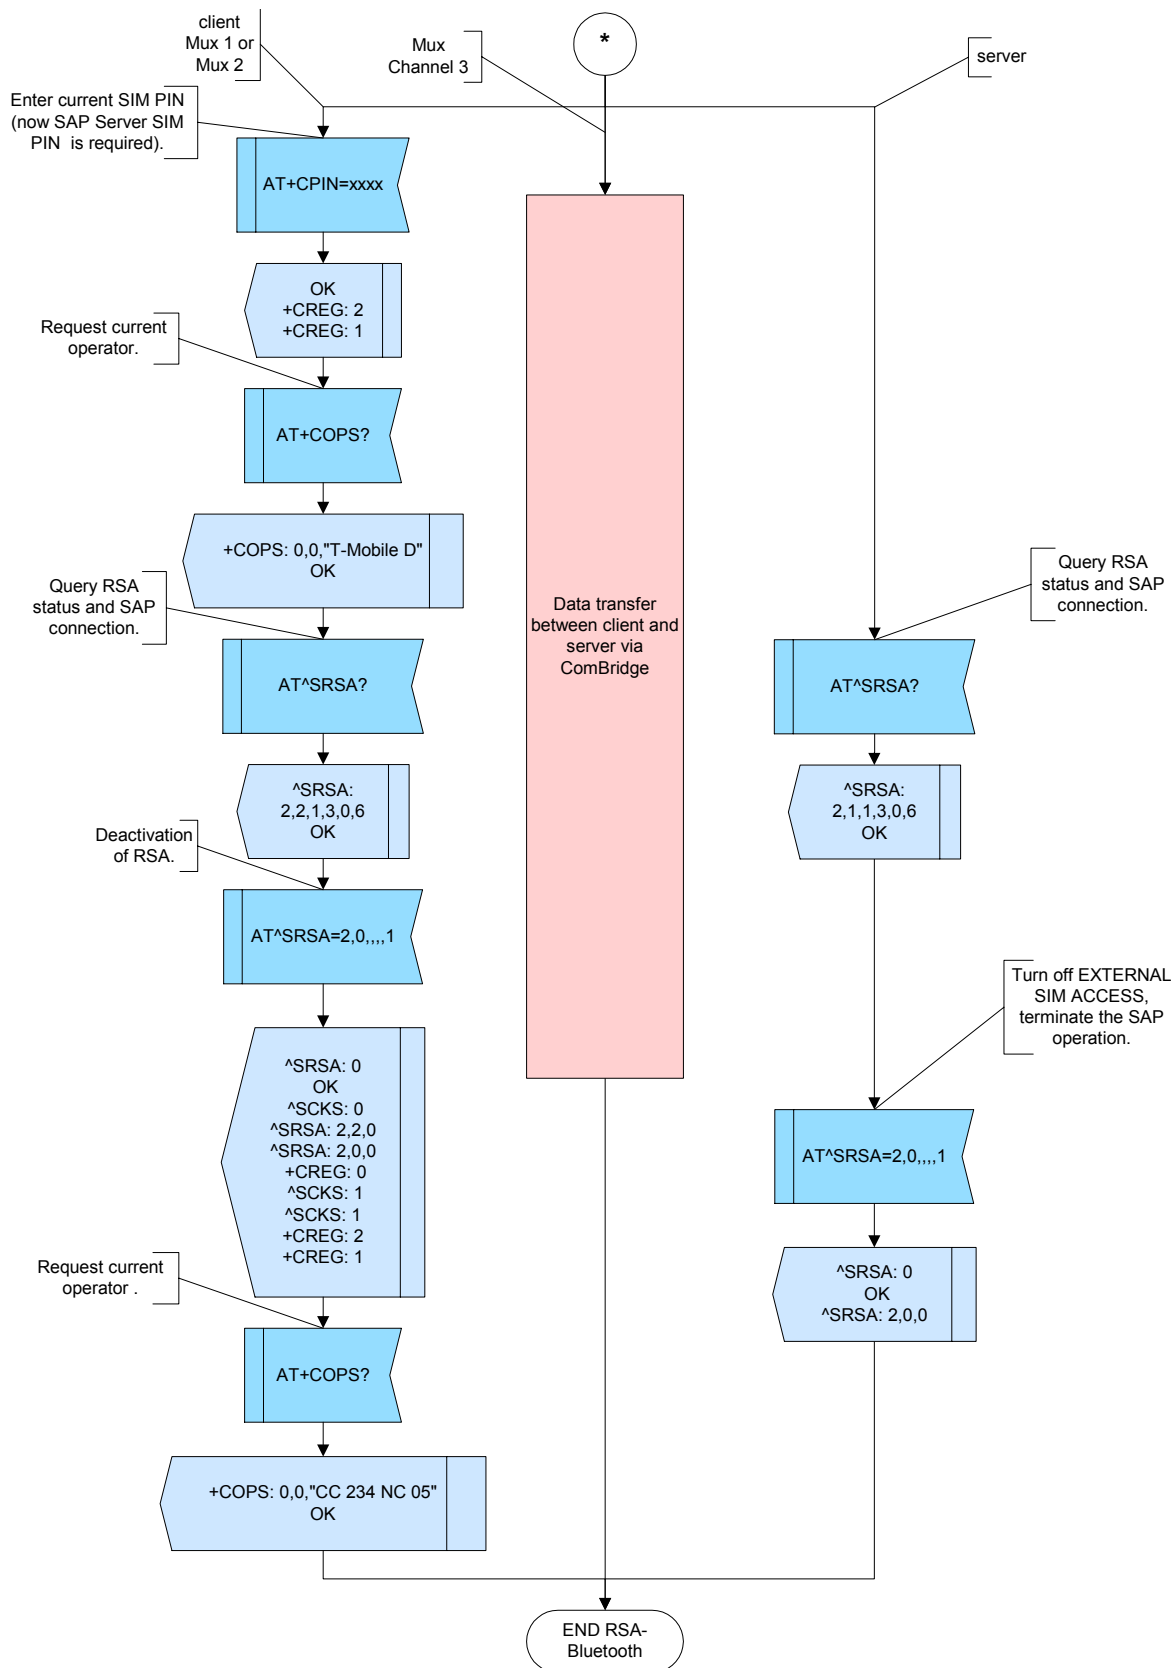 client
Mux 1 or
Mux 2
*
Mux
Channel 3
server
Enter current SIM PIN
(now SAP Server SIM
PIN is required).
AT+CPIN=xxxx
OK
+CREG: 2
+CREG: 1
Request current
operator.
AT+COPS?
+COPS: 0,0,"T-Mobile D"
OK
Query RSA
status and SAP
connection.
AT^SRSA?
^SRSA:
2,2,1,3,0,6
OK
Deactivation
of RSA.
AT^SRSA=2,0,,,,1
^SRSA: 0
OK
^SCKS: 0
^SRSA: 2,2,0
^SRSA: 2,0,0
+CREG: 0
^SCKS: 1
^SCKS: 1
+CREG: 2
+CREG: 1
Request current
operator .
AT+COPS?
+COPS: 0,0,"CC 234 NC 05"
OK
Data transfer
between client and
server via
ComBridge
Query RSA
status and SAP
connection.
AT^SRSA?
^SRSA:
2,1,1,3,0,6
OK
Turn off EXTERNAL
SIM ACCESS,
terminate the SAP
operation.
AT^SRSA=2,0,,,,1
^SRSA: 0
OK
^SRSA: 2,0,0
END RSA-
Bluetooth